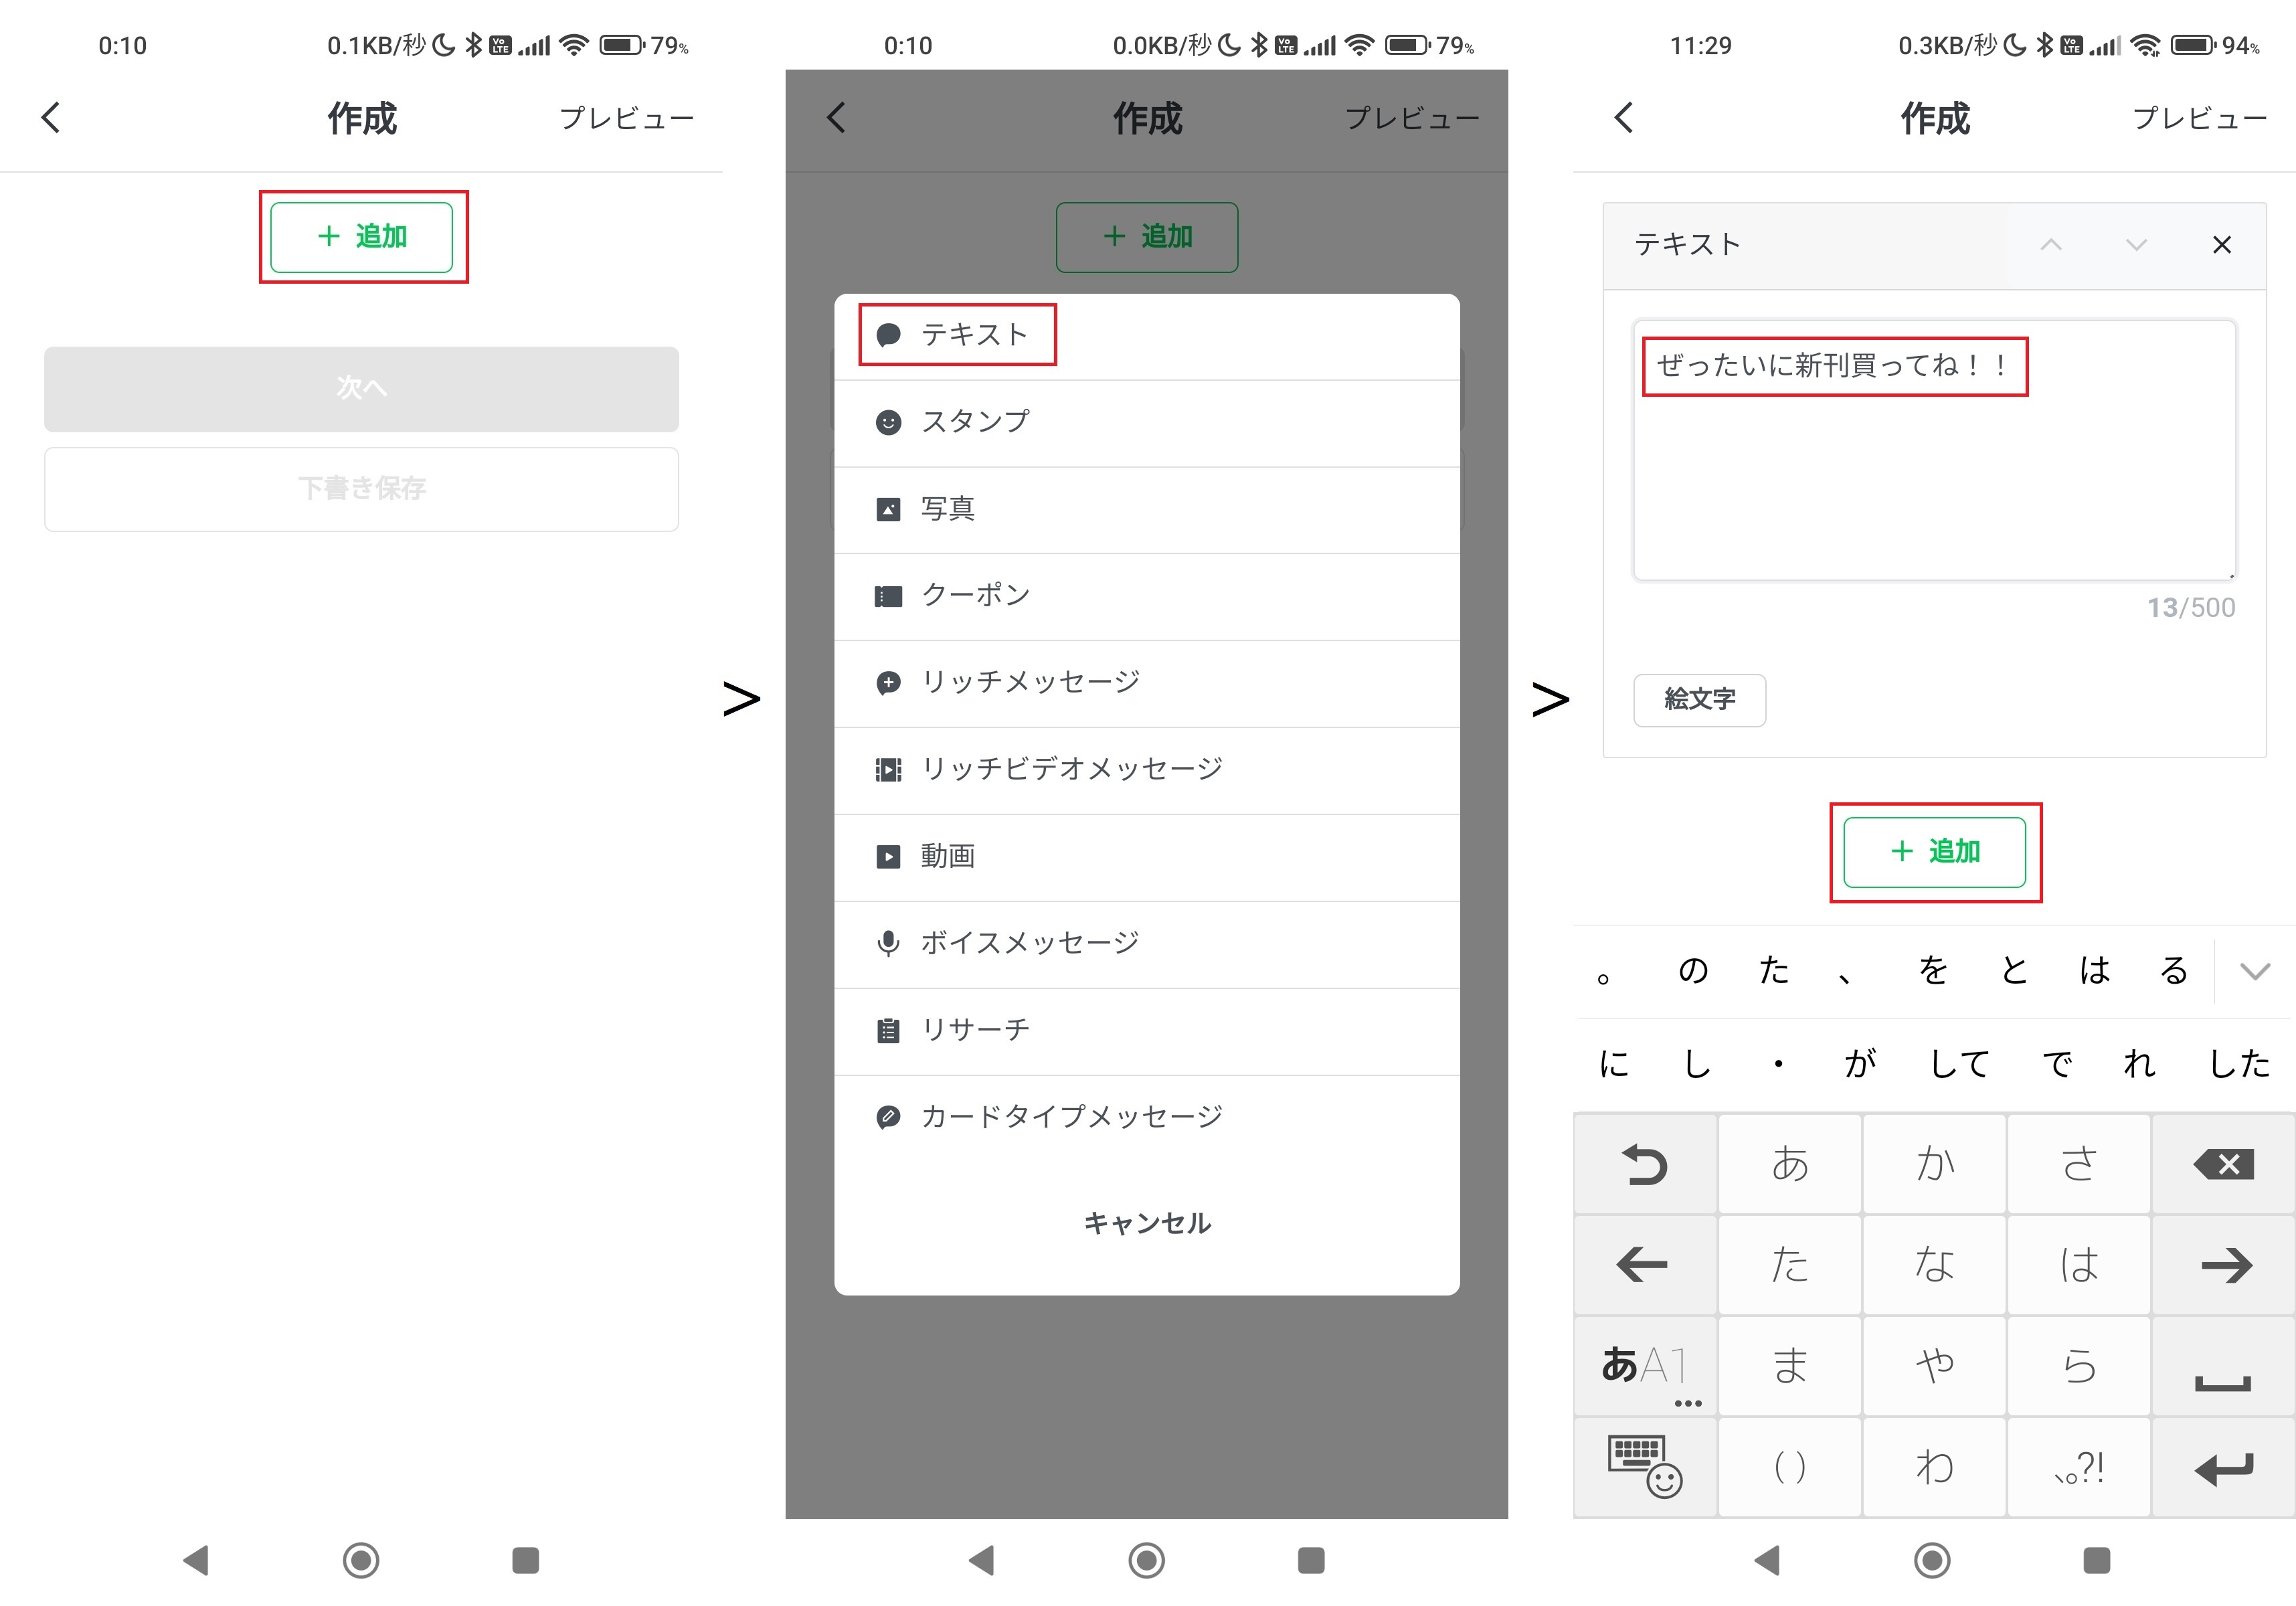 0:10 0.1KB/秒 Vo LTE 79%
作成 プレビュー
＋ 追加
次へ
下書き保存
>
0:10 0.0KB/秒 Vo LTE 79%
作成 プレビュー
＋ 追加
テキスト
スタンプ
写真
クーポン
リッチメッセージ
リッチビデオメッセージ
動画
ボイスメッセージ
リサーチ
カードタイプメッセージ
キャンセル
>
11:29 0.3KB/秒 Vo LTE 94%
作成 プレビュー
テキスト
ぜったいに新刊買ってね！！
13/500
絵文字
＋ 追加
。 の た 、 を と は る
に し ・ が して で れ した
あ か さ
た な は
あA1 ま や ら
( ) わ 、。?!